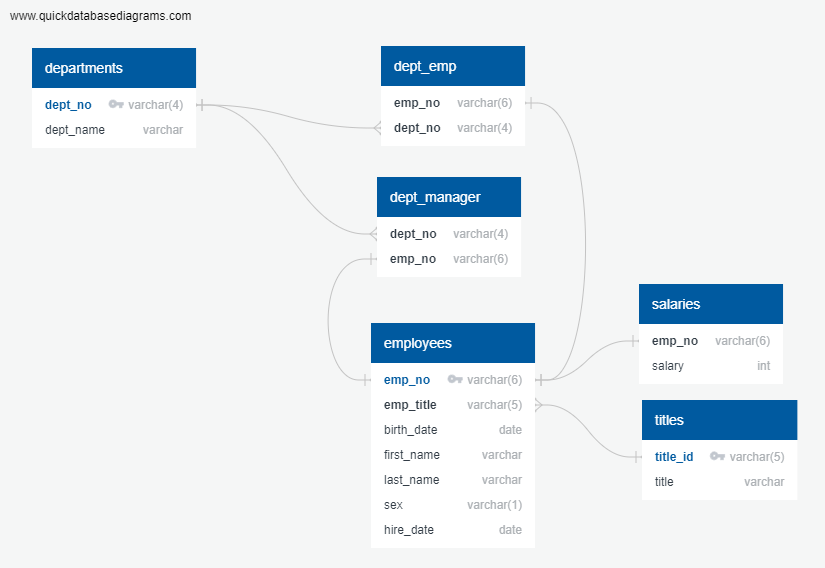 www.quickdatabasediagrams.com
departments
dept_no varchar(4)
dept_name varchar
dept_emp
emp_no varchar(6)
dept_no varchar(4)
dept_manager
dept_no varchar(4)
emp_no varchar(6)
employees
emp_no varchar(6)
emp_title varchar(5)
birth_date date
first_name varchar
last_name varchar
sex varchar(1)
hire_date date
salaries
emp_no varchar(6)
salary int
titles
title_id varchar(5)
title varchar